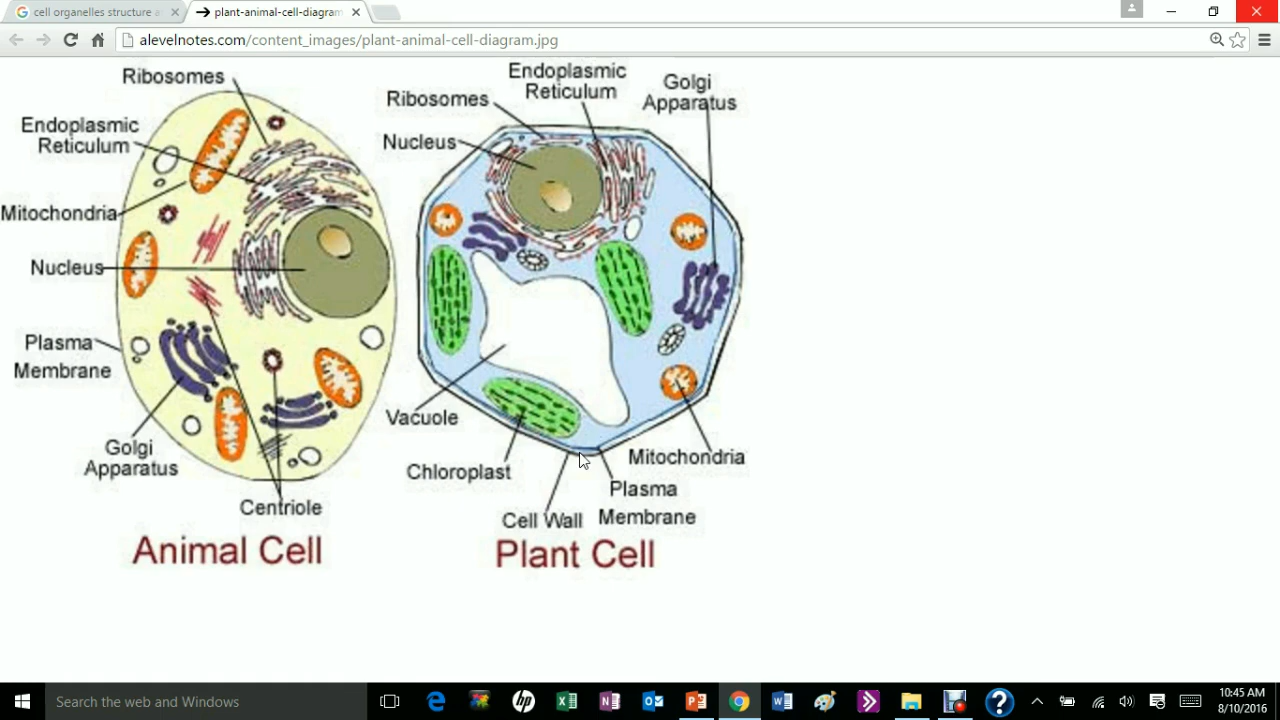 cell organelles structure a
plant-animal-cell-diagram
alevelnotes.com/content_images/plant-animal-cell-diagram.jpg
Ribosomes
Endoplasmic
Reticulum
Mitochondria
Nucleus
Plasma
Membrane
Golgi
Apparatus
Centriole
Animal Cell
Endoplasmic
Reticulum
Golgi
Apparatus
Ribosomes
Nucleus
Vacuole
Chloroplast
Mitochondria
Plasma
Membrane
Cell Wall
Plant Cell
Search the web and Windows
10:45 AM
8/10/2016